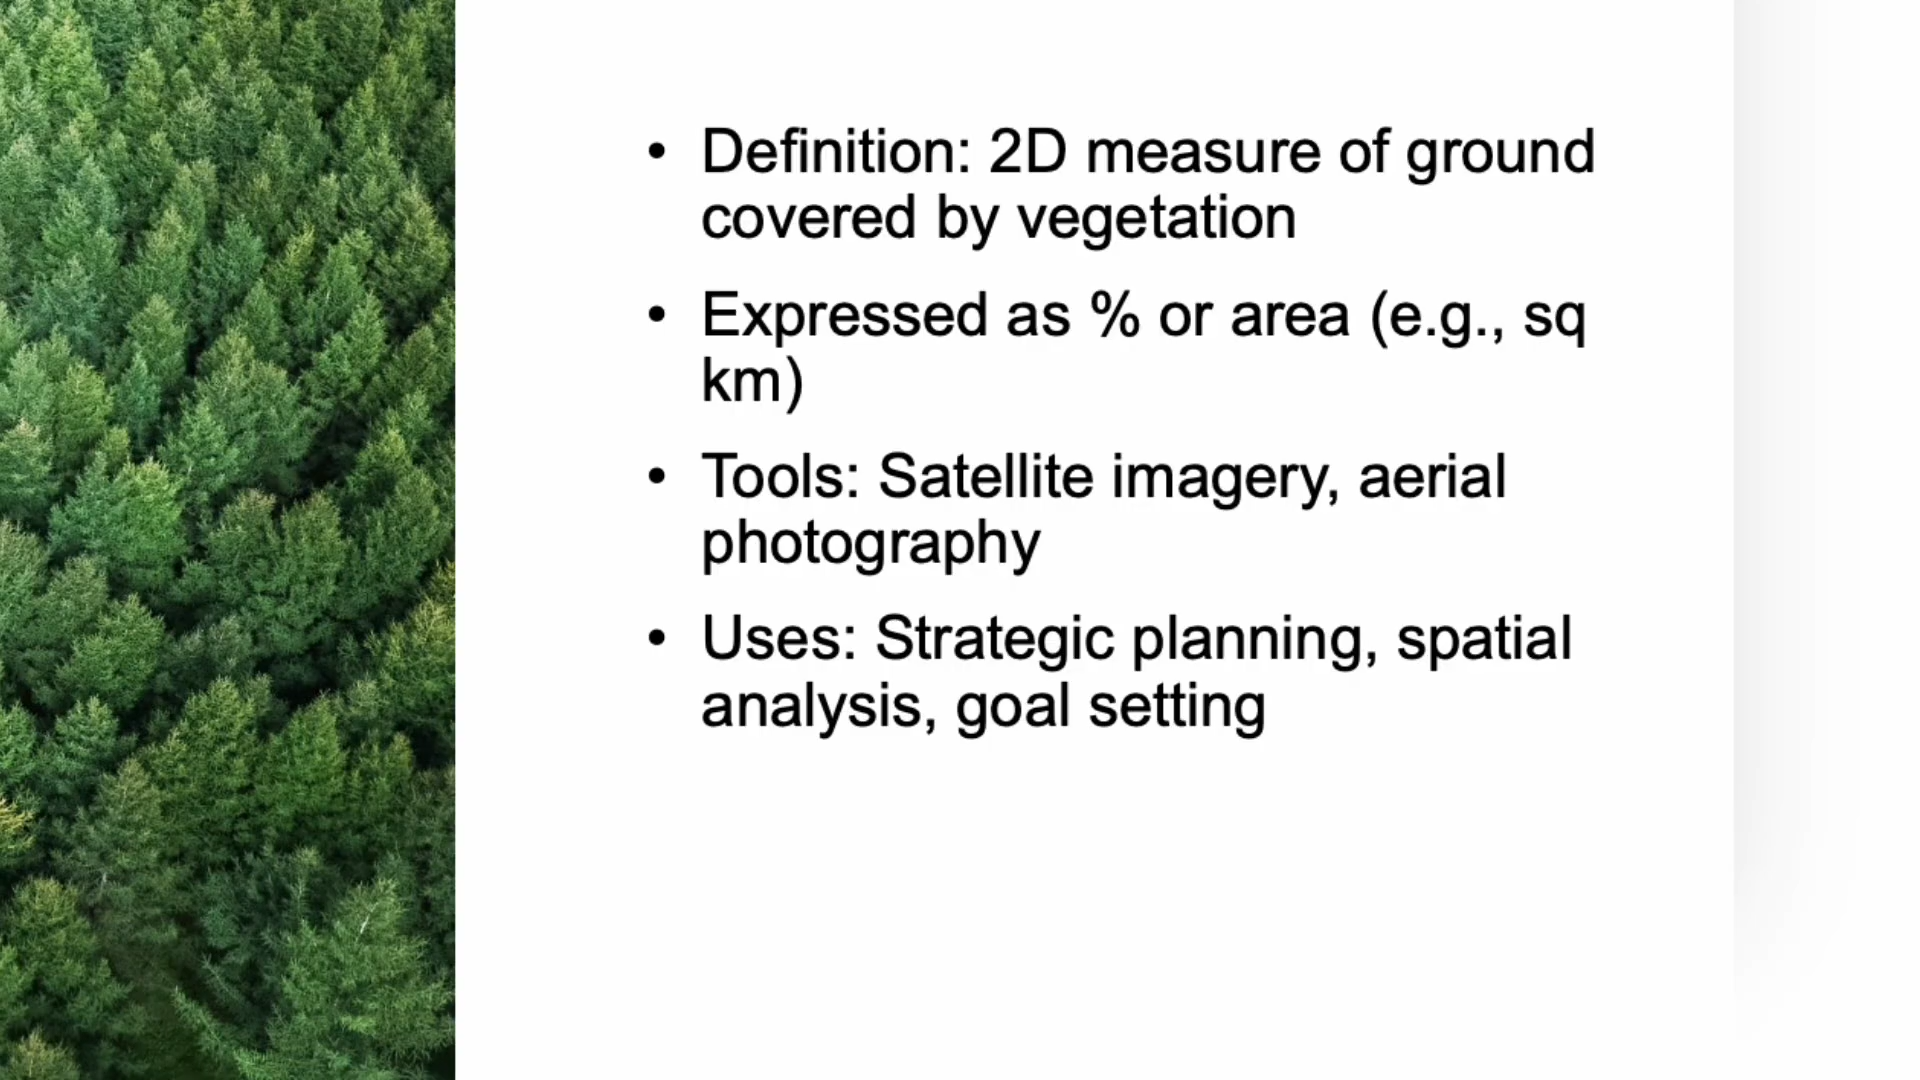 • Definition: 2D measure of ground
covered by vegetation
• Expressed as % or area (e.g., sq
km)
• Tools: Satellite imagery, aerial
photography
• Uses: Strategic planning, spatial
analysis, goal setting